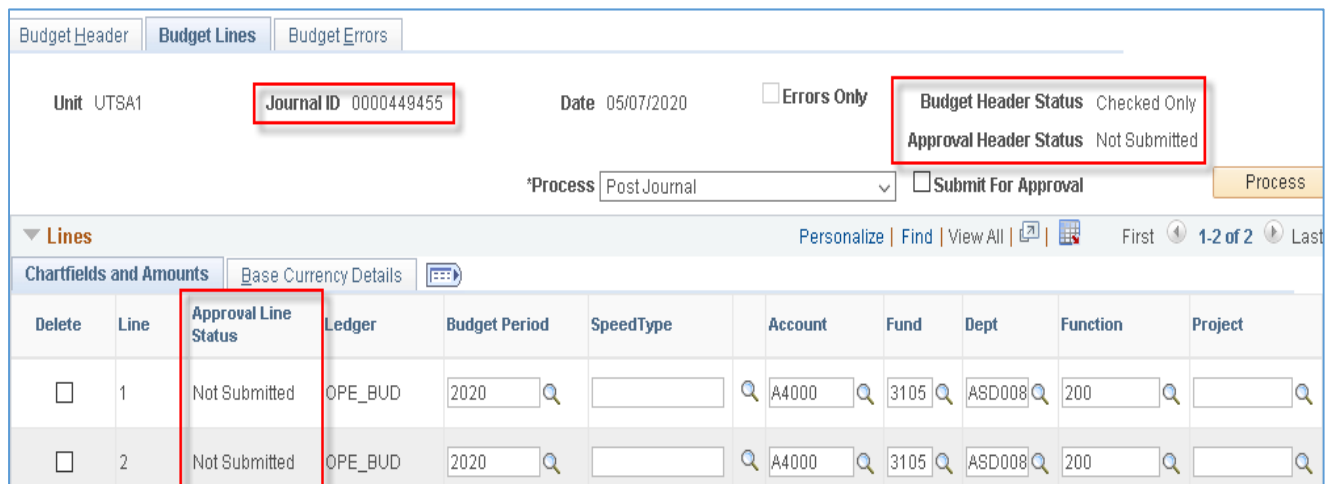 Budget Header Budget Lines Budget Errors
Unit UTSA1 Journal ID 0000449455 Date 05/07/2020 Errors Only Budget Header Status Checked Only
Approval Header Status Not Submitted
*Process Post Journal Submit For Approval Process
Lines Personalize | Find | View All | | First 1-2 of 2 Last
Chartfields and Amounts Base Currency Details
Delete Line Approval Line Status Ledger Budget Period SpeedType Account Fund Dept Function Project
1 Not Submitted OPE_BUD 2020 A4000 3105 ASD008 200
2 Not Submitted OPE_BUD 2020 A4000 3105 ASD008 200